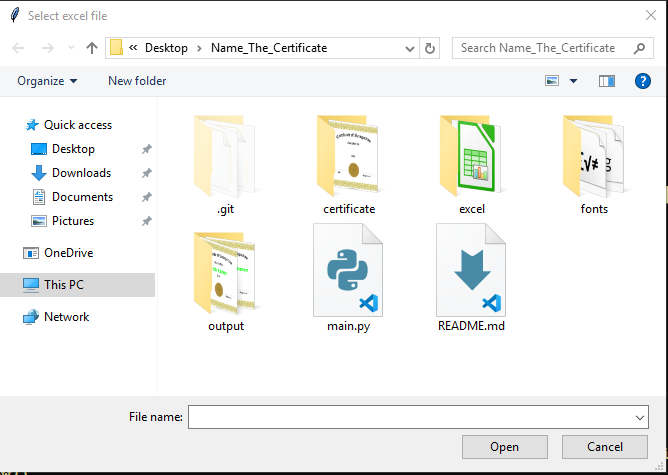 Select excel file
« Desktop > Name_The_Certificate
Search Name_The_Certificate
Organize
New folder
Quick access
Desktop
Downloads
Documents
Pictures
OneDrive
This PC
Network
.git
certificate
excel
fonts
output
main.py
README.md
File name:
Open
Cancel